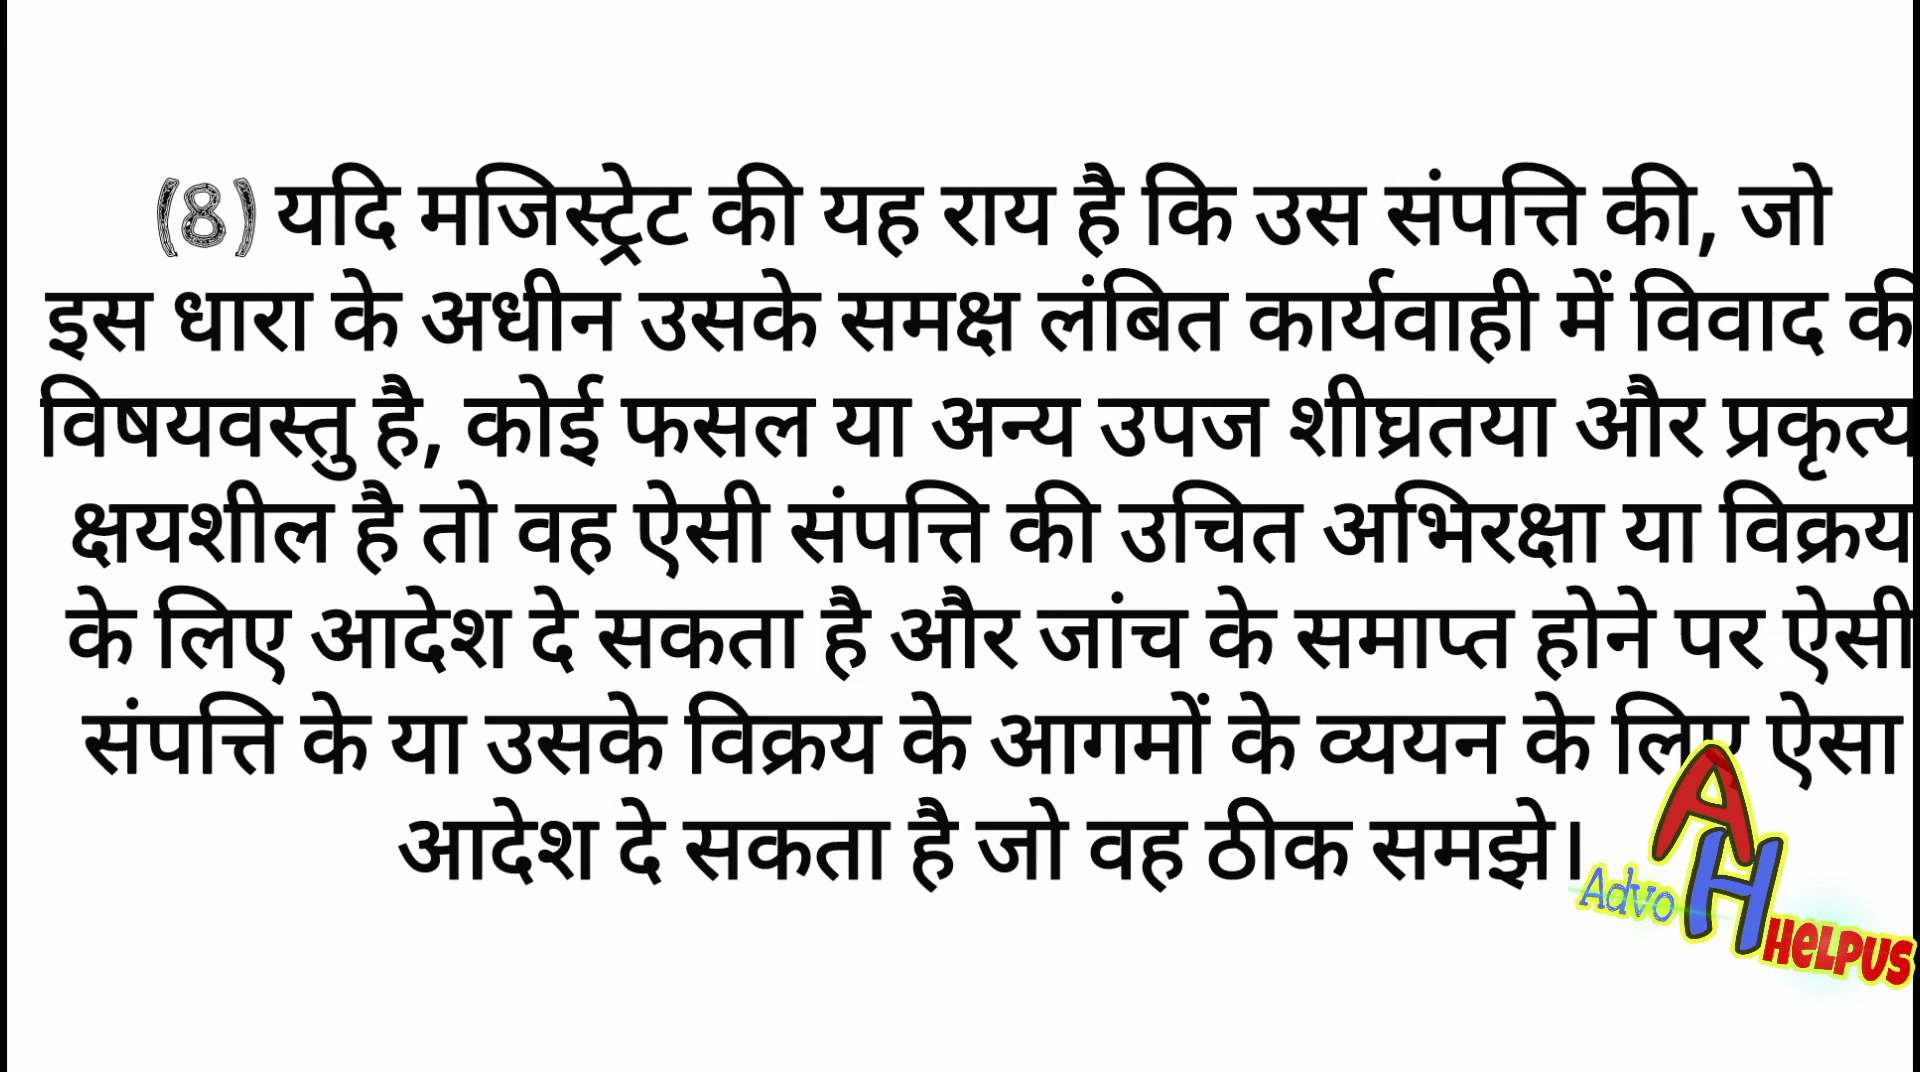 (8) यदि मजिस्ट्रेट की यह राय है कि उस संपत्ति की, जो
इस धारा के अधीन उसके समक्ष लंबित कार्यवाही में विवाद की
विषयवस्तु है, कोई फसल या अन्य उपज शीघ्रतया और प्रकृत्य
क्षयशील है तो वह ऐसी संपत्ति की उचित अभिरक्षा या विक्रय
के लिए आदेश दे सकता है और जांच के समाप्त होने पर ऐसी
संपत्ति के या उसके विक्रय के आगमों के व्ययन के लिए ऐसा
आदेश दे सकता है जो वह ठीक समझे।
AH
Advo
HELPUS